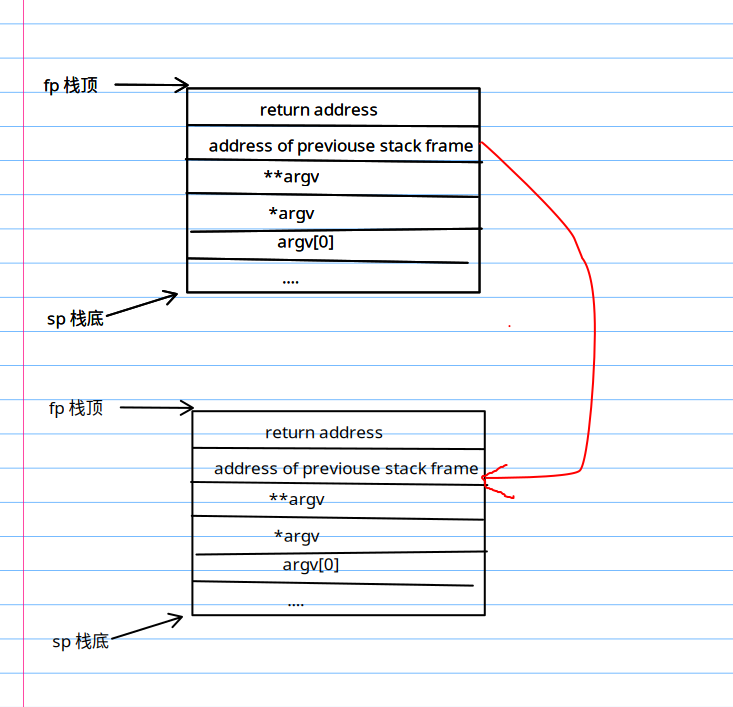 fp 栈顶
return address
address of previouse stack frame
**argv
*argv
argv[0]
....
sp 栈底
fp 栈顶
return address
address of previouse stack frame
**argv
*argv
argv[0]
....
sp 栈底